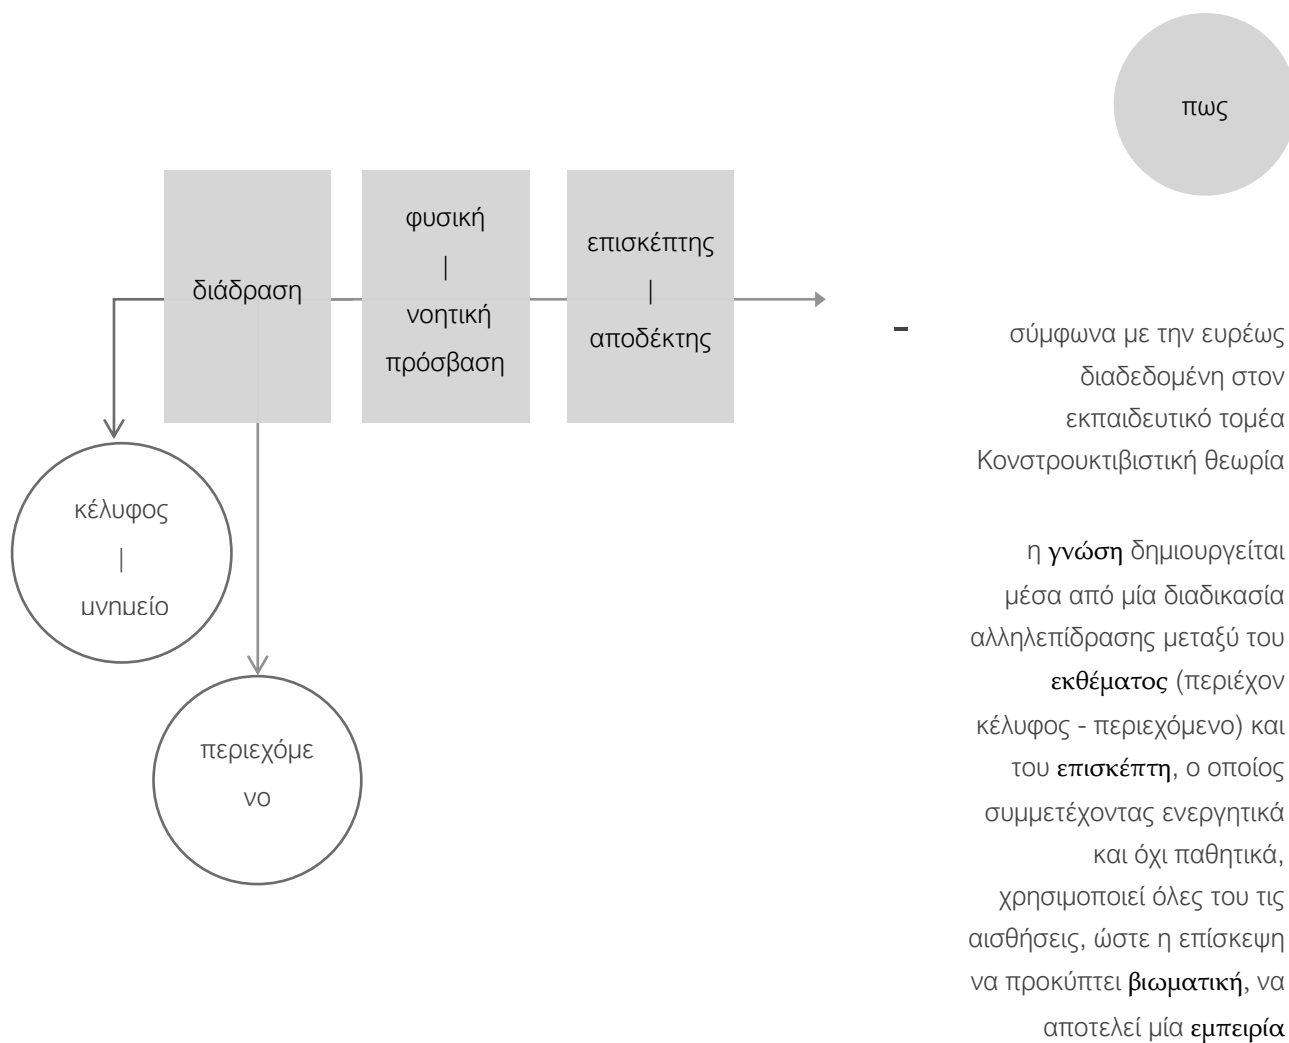 πως
διάδραση
φυσική
|
νοητική
πρόσβαση
επισκέπτης
|
αποδέκτης
κέλυφος
|
μνημείο
περιεχόμε
νο
- σύμφωνα με την ευρέως
διαδεδομένη στον
εκπαιδευτικό τομέα
Κονστρουκτιβιστική θεωρία
η γνώση δημιουργείται
μέσα από μία διαδικασία
αλληλεπίδρασης μεταξύ του
εκθέματος (περιέχον
κέλυφος - περιεχόμενο) και
του επισκέπτη, ο οποίος
συμμετέχοντας ενεργητικά
και όχι παθητικά,
χρησιμοποιεί όλες του τις
αισθήσεις, ώστε η επίσκεψη
να προκύπτει βιωματική, να
αποτελεί μία εμπειρία